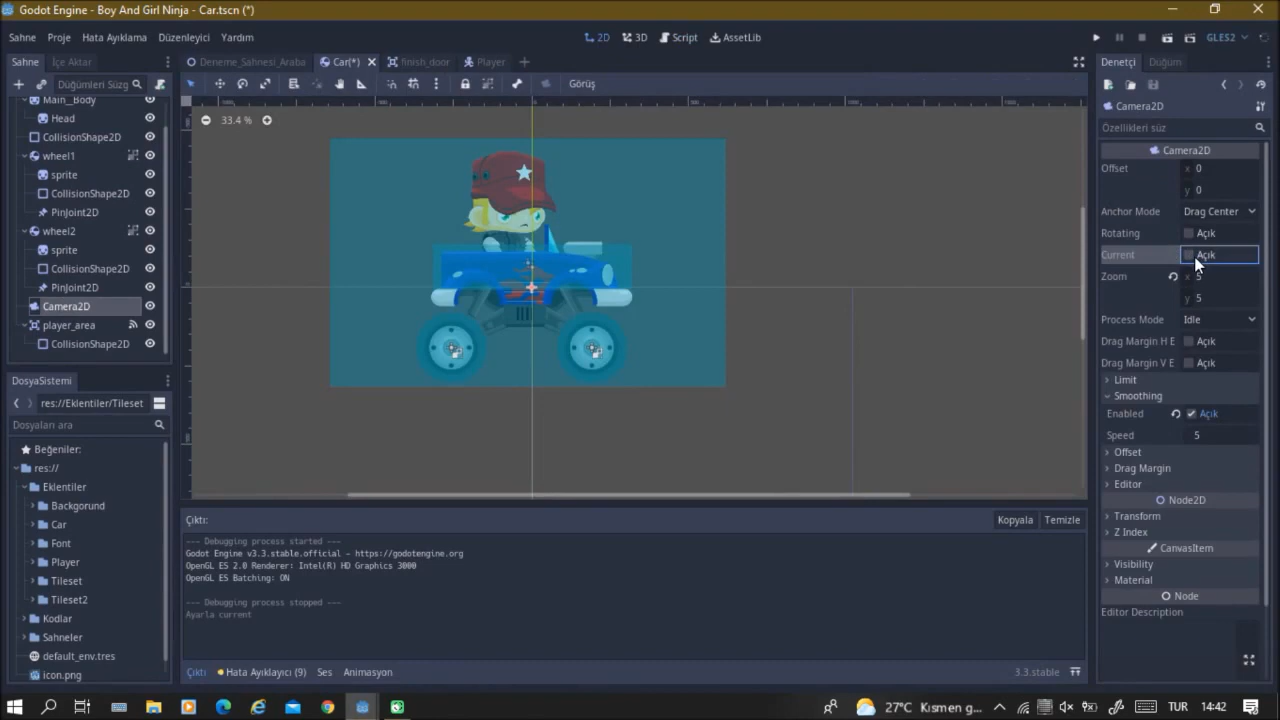 Godot Engine - Boy And Girl Ninja - Car.tscn (*)
Sahne Proje Hata Ayıklama Düzenleyici Yardım
2D 3D Script AssetLib
GLES2
Sahne İçe Aktar
Deneme_Sahnesi_Araba Car(*) finish_door Player
Denetçi Düğüm
Düğümleri Süzg
Görüş
Main__Body
Head
CollisionShape2D
wheel1
sprite
CollisionShape2D
PinJoint2D
wheel2
sprite
CollisionShape2D
PinJoint2D
Camera2D
player_area
CollisionShape2D
33.4 %
Camera2D
Özellikleri süz
Camera2D
Offset x 0
y 0
Anchor Mode Drag Center
Rotating Açık
Current Açık
Zoom x 5
y 5
Process Mode Idle
Drag Margin H E Açık
Drag Margin V E Açık
Limit
Smoothing
Enabled Açık
Speed 5
Offset
Drag Margin
Editor
Node2D
Transform
Z Index
CanvasItem
Visibility
Material
Node
Editor Description
DosyaSistemi
res://Eklentiler/Tileset
Dosyaları ara
Beğeniler:
res://
Eklentiler
Backgorund
Car
Font
Player
Tileset
Tileset2
Kodlar
Sahneler
default_env.tres
icon.png
Çıktı: Kopyala Temizle
--- Debugging process started ---
Godot Engine v3.3.stable.official - https://godotengine.org
OpenGL ES 2.0 Renderer: Intel(R) HD Graphics 3000
OpenGL ES Batching: ON
--- Debugging process stopped ---
Ayarla current
Çıktı Hata Ayıklayıcı (9) Ses Animasyon 3.3.stable
27°C Kısmen g... TUR 14:42